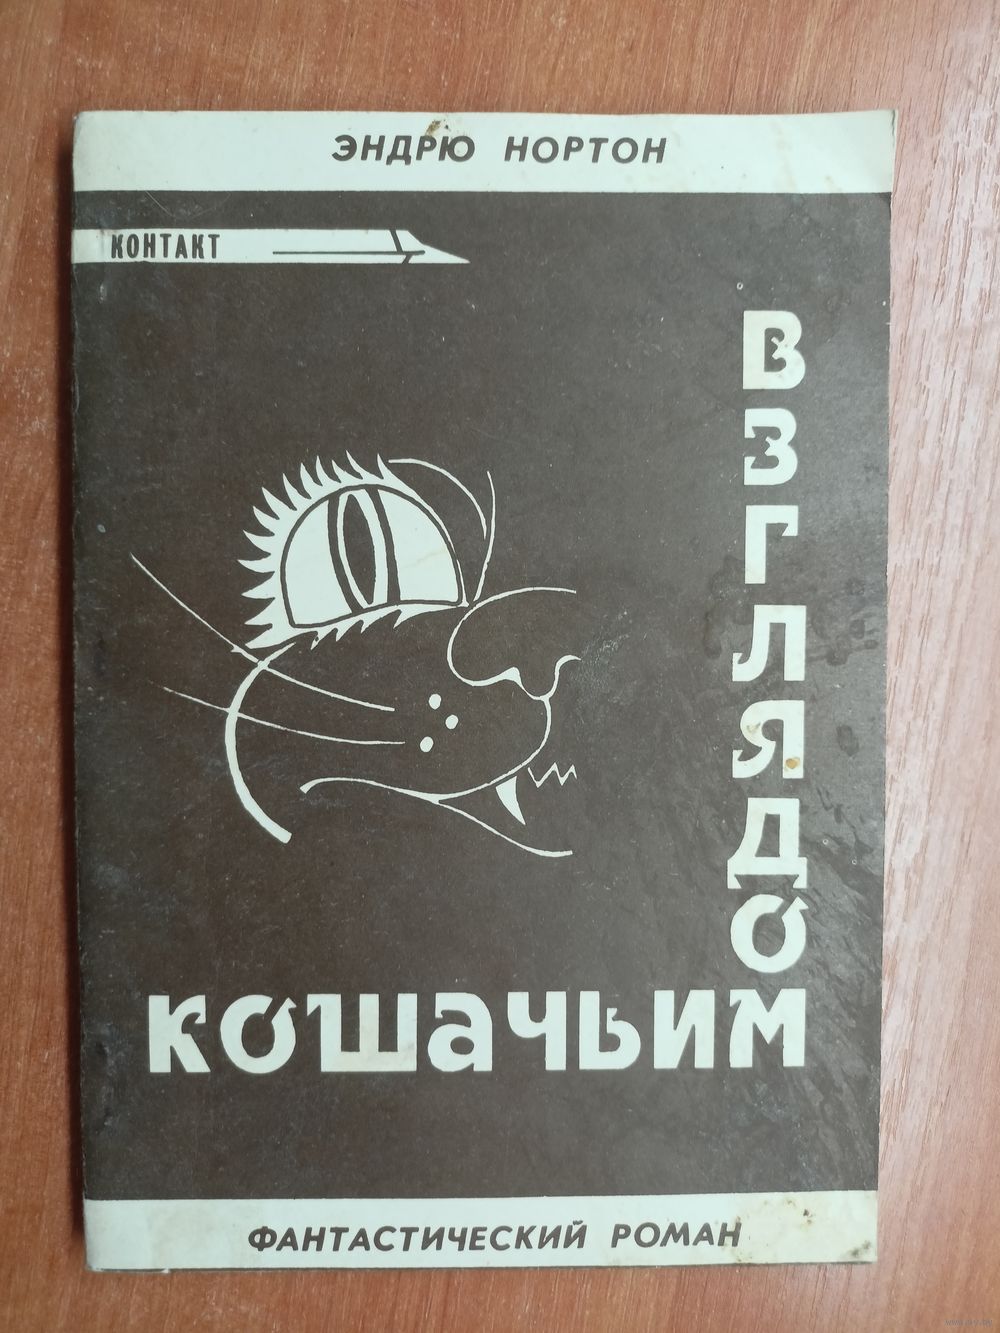 ЭНДРЮ НОРТОН
КОНТАКТ
ВЗГЛЯДОМ
КОШАЧЬИМ
ФАНТАСТИЧЕСКИЙ РОМАН